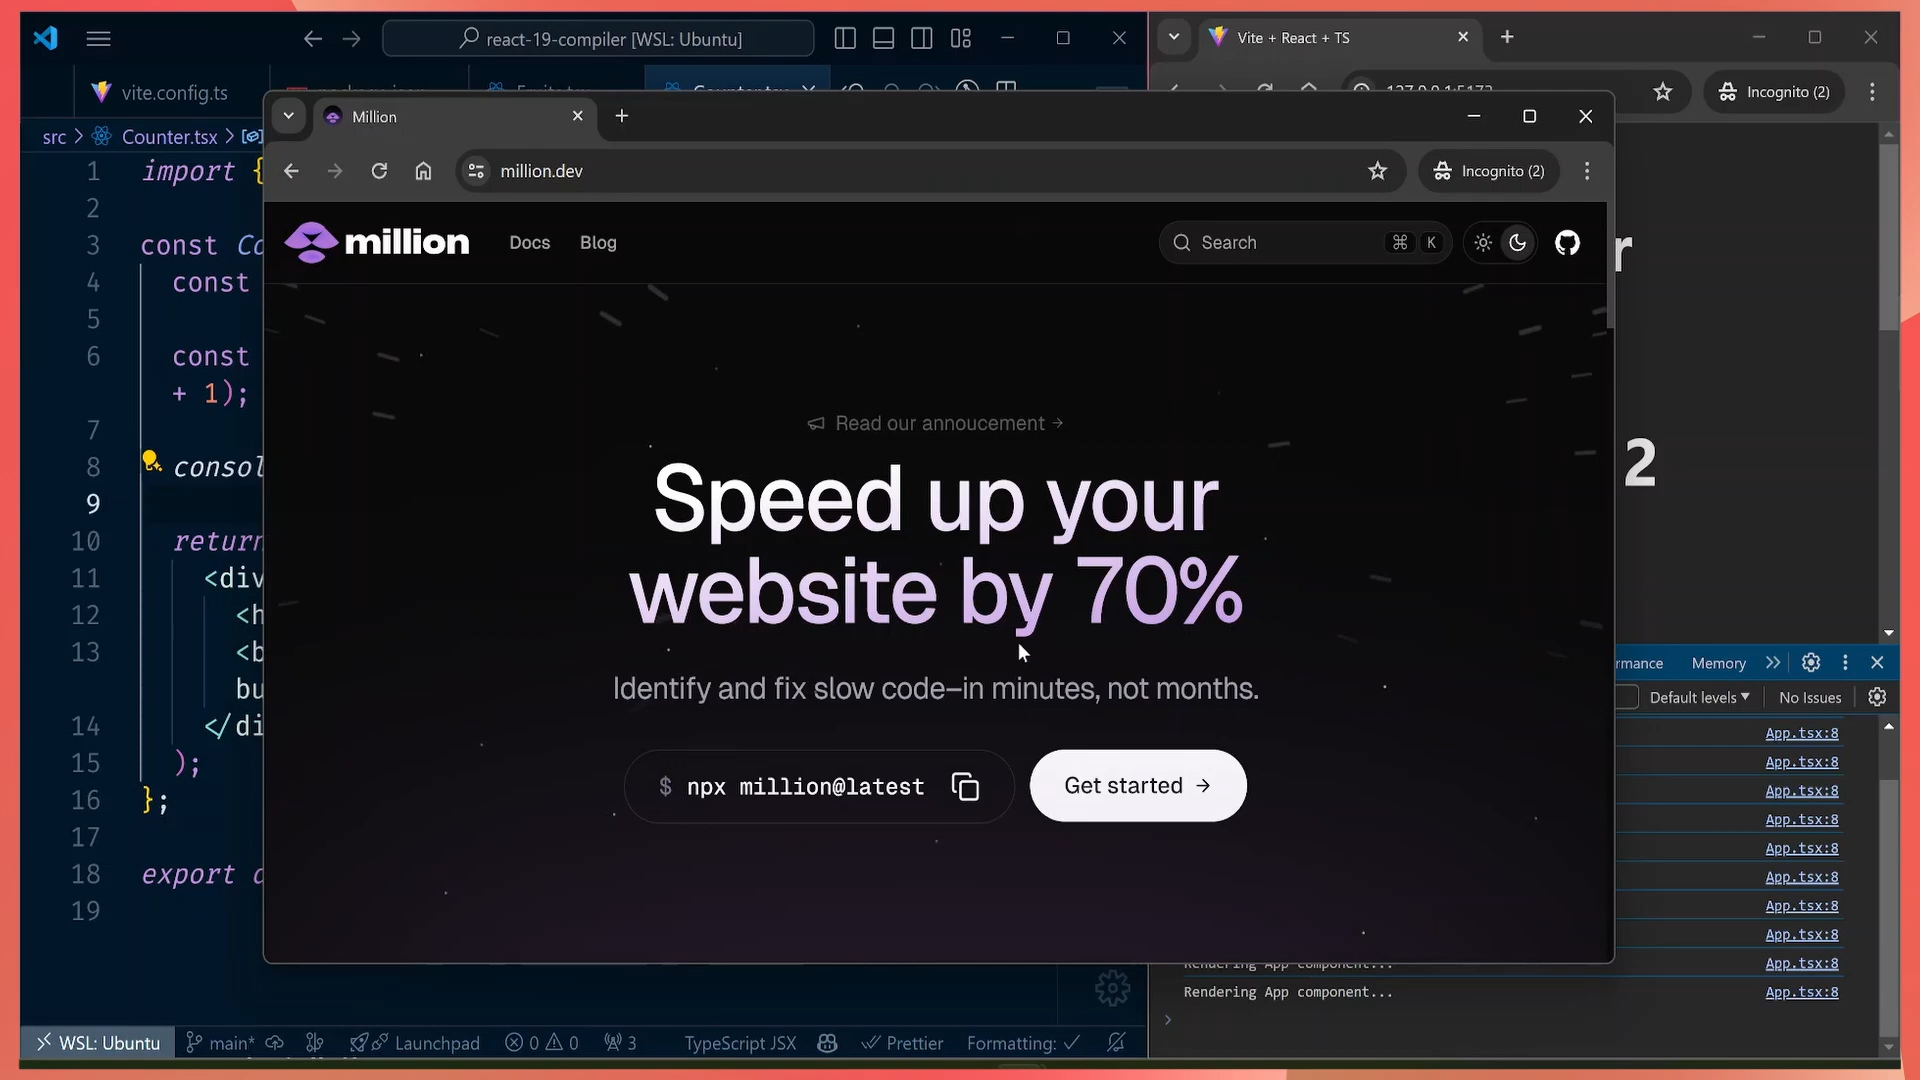 react-19-compiler [WSL: Ubuntu]
vite.config.ts
src > Counter.tsx >
1 import {
2
3 const Co
4 const
5
6 const
+ 1);
7
8 consol
9
10 return
11 <div
12 <h
13 <b
bu
14 </di
15 );
16 };
17
18 export d
19
WSL: Ubuntu
main*
Launchpad
0 0
3
TypeScript JSX
Prettier
Formatting:
Million
million.dev
Incognito (2)
million
Docs
Blog
Search
⌘ K
Read our annoucement →
Speed up your
website by 70%
Identify and fix slow code–in minutes, not months.
$ npx million@latest
Get started →
Vite + React + TS
Incognito (2)
r
2
rmance
Memory
Default levels
No Issues
App.tsx:8
App.tsx:8
App.tsx:8
App.tsx:8
App.tsx:8
App.tsx:8
App.tsx:8
App.tsx:8
Rendering App component... App.tsx:8
Rendering App component... App.tsx:8